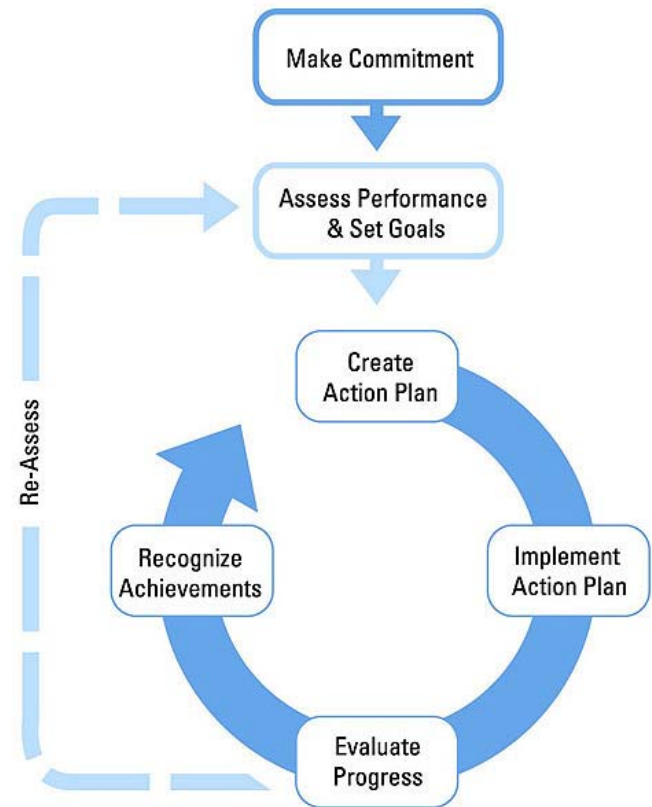 Make Commitment
Assess Performance
& Set Goals
Create
Action Plan
Re-Assess
Recognize
Achievements
Implement
Action Plan
Evaluate
Progress